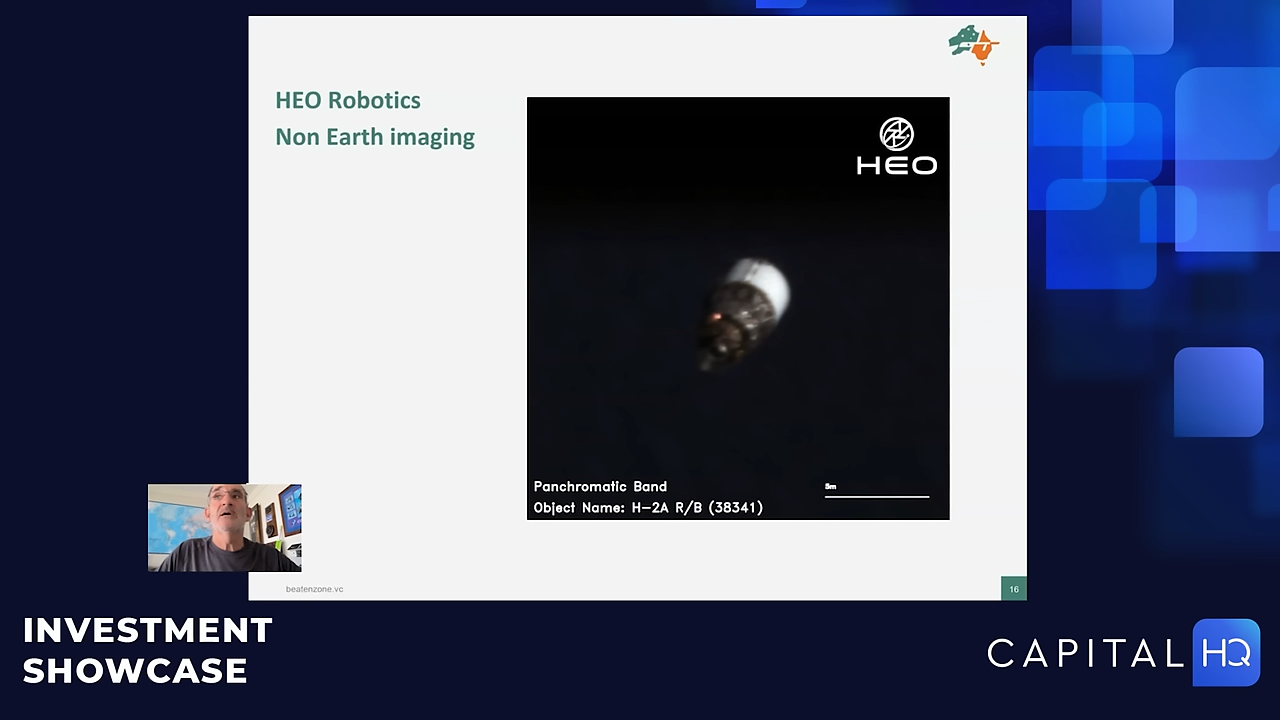 HEO Robotics
Non Earth imaging
HEO
Panchromatic Band
5m
Object Name: H-2A R/B (38341)
beatenzone.vc
16
INVESTMENT
SHOWCASE
CAPITAL HQ